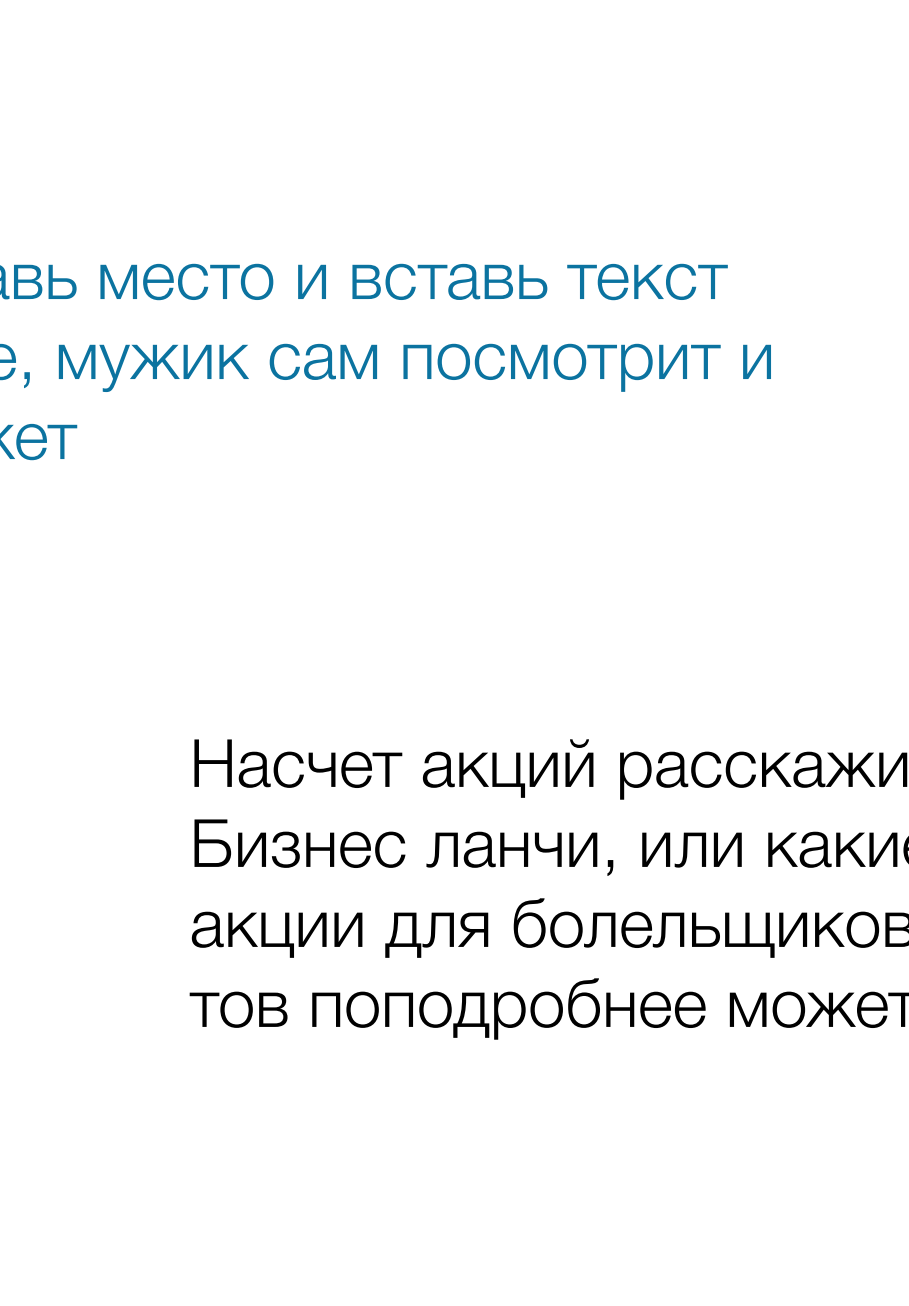 авь место и вставь текст
е, мужик сам посмотрит и
жет
Насчет акций расскажи
Бизнес ланчи, или какие
акции для болельщиков
тов поподробнее может